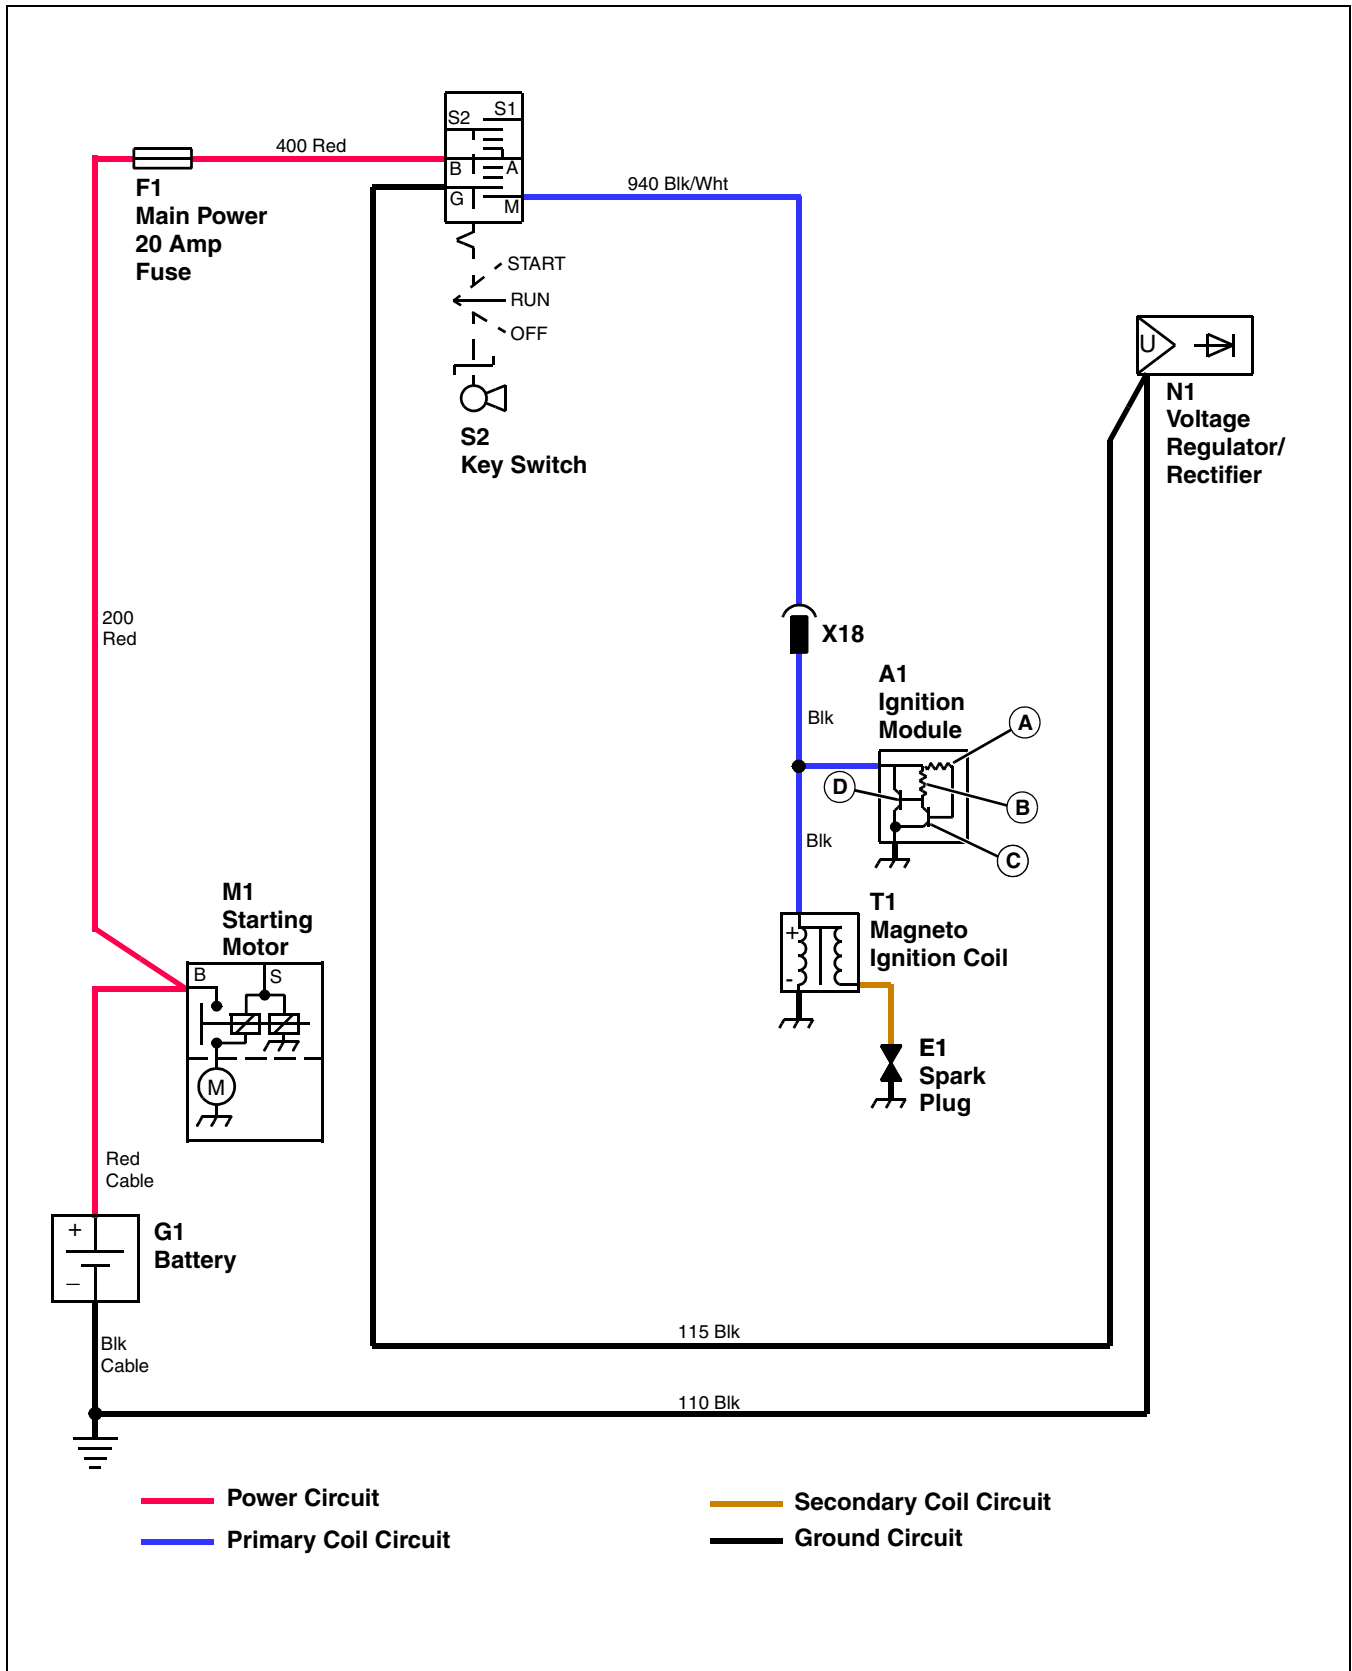 S2 S1
400 Red
B A
G M
940 Blk/Wht
F1
Main Power
20 Amp
Fuse
START
RUN
OFF
S2
Key Switch
U
N1
Voltage
Regulator/
Rectifier
200
Red
X18
A1
Ignition
Module
A
Blk
D
B
Blk
C
M1
Starting
Motor
T1
Magneto
Ignition Coil
+
-
B S
M
E1
Spark
Plug
Red
Cable
+
–
G1
Battery
115 Blk
Blk
Cable
110 Blk
Power Circuit
Primary Coil Circuit
Secondary Coil Circuit
Ground Circuit